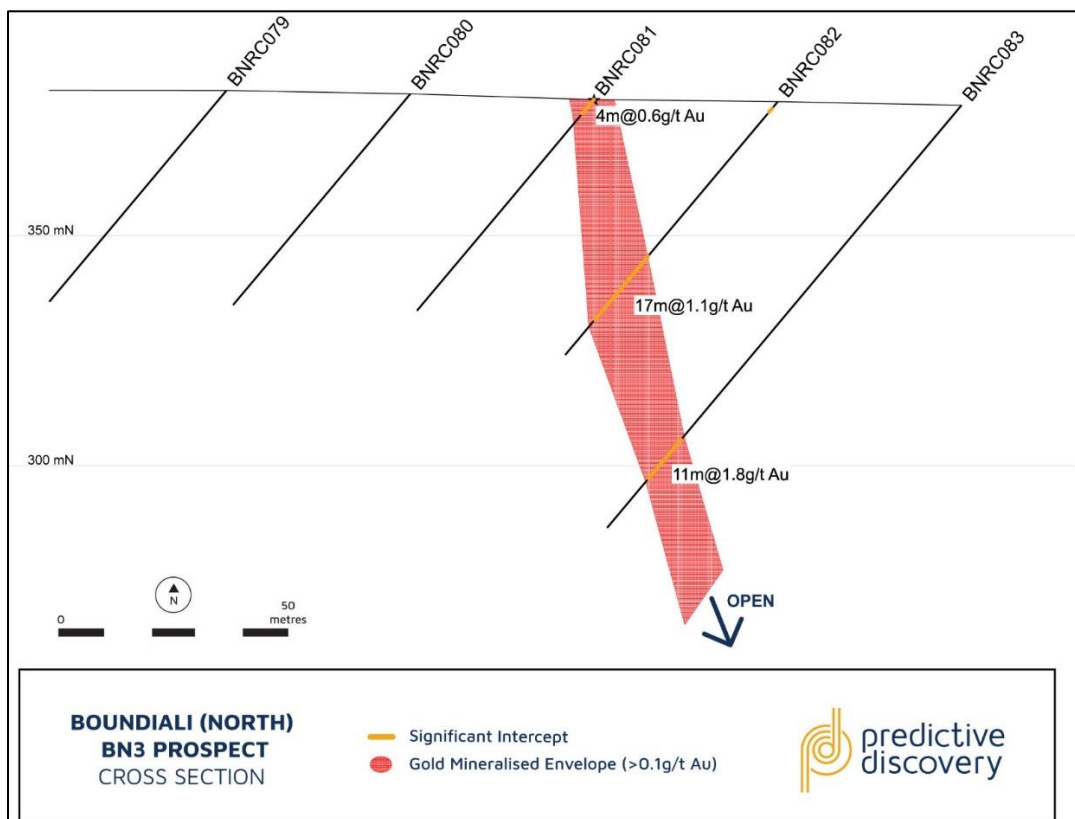 BNRC079
BNRC080
BNRC081
BNRC082
BNRC083
4m@0.6g/t Au
350 mN
17m@1.1g/t Au
300 mN
11m@1.8g/t Au
OPEN
N
0
50
metres
BOUNDIALI (NORTH)
BN3 PROSPECT
CROSS SECTION
Significant Intercept
Gold Mineralised Envelope (>0.1g/t Au)
predictive
discovery